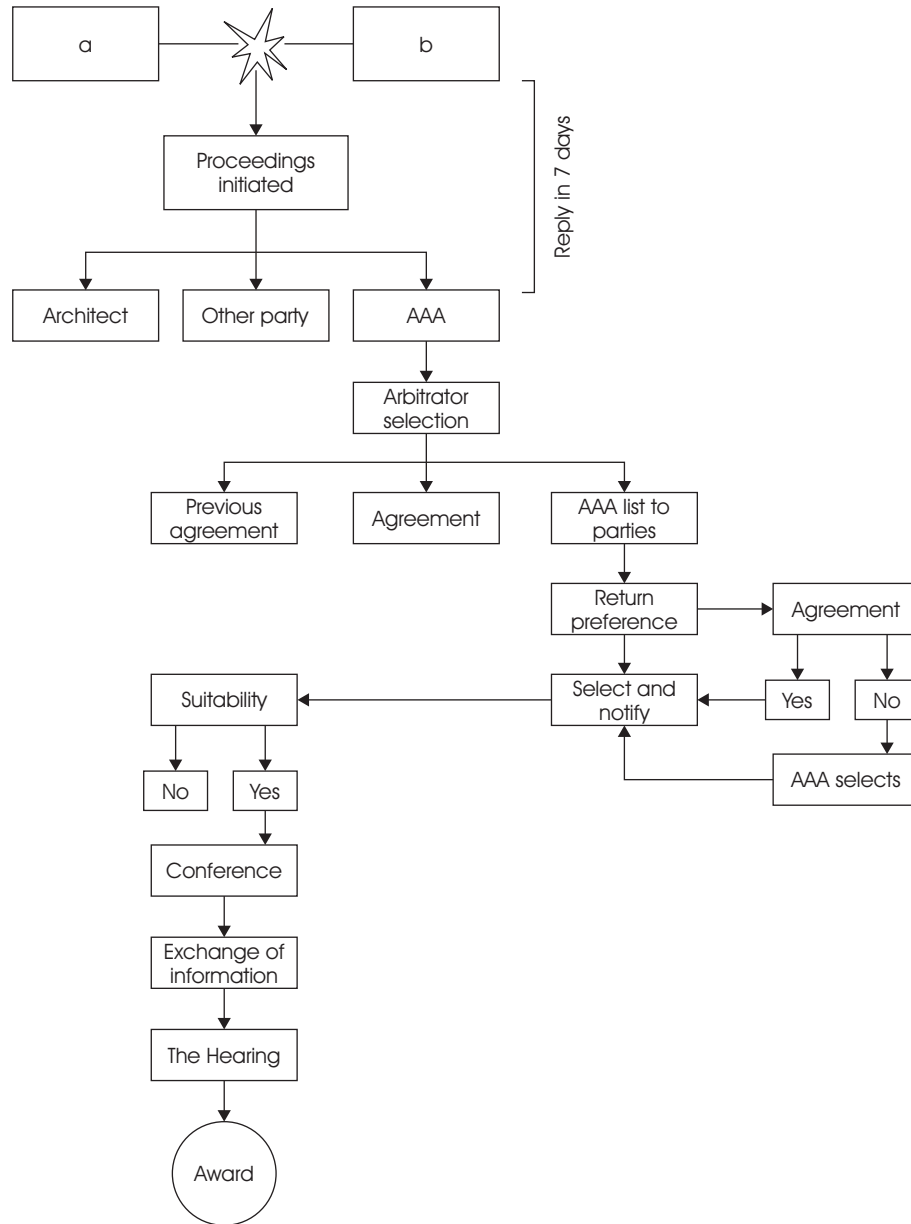 a
b
Reply in 7 days
Proceedings
initiated
Architect
Other party
AAA
Arbitrator
selection
Previous
agreement
Agreement
AAA list to
parties
Return
preference
Agreement
Suitability
Select and
notify
Yes
No
No
Yes
AAA selects
Conference
Exchange of
information
The Hearing
Award